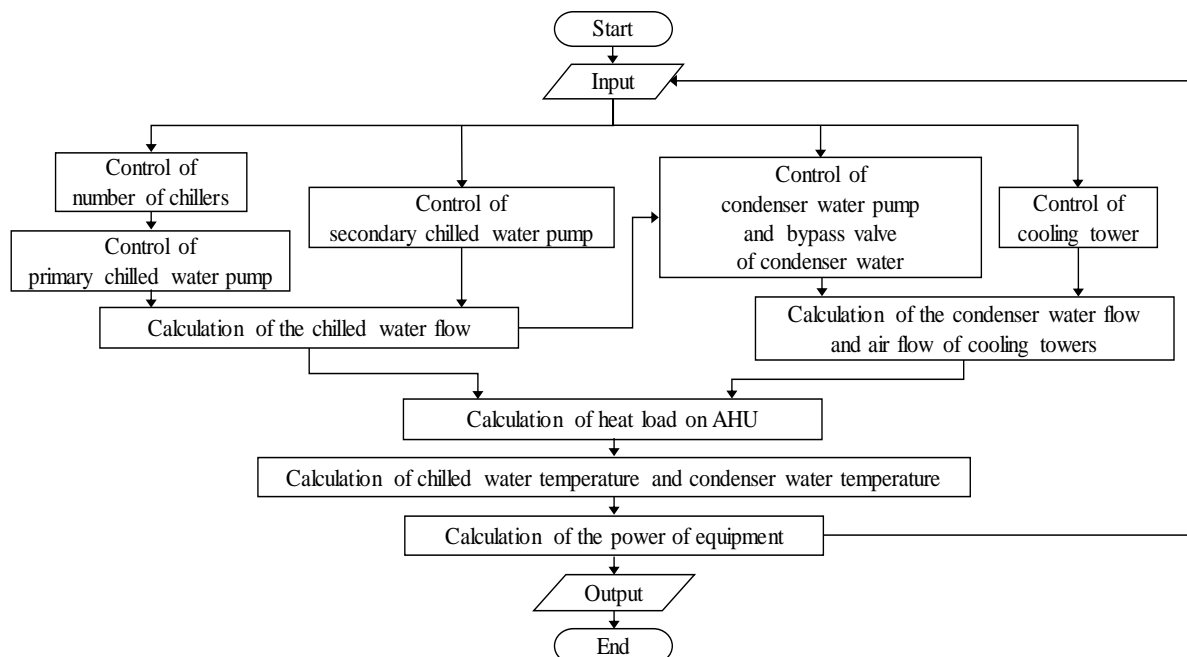 Start
Input
Control of
number of chillers
Control of
primary chilled water pump
Control of
secondary chilled water pump
Control of
condenser water pump
and bypass valve
of condenser water
Control of
cooling tower
Calculation of the chilled water flow
Calculation of the condenser water flow
and air flow of cooling towers
Calculation of heat load on AHU
Calculation of chilled water temperature and condenser water temperature
Calculation of the power of equipment
Output
End